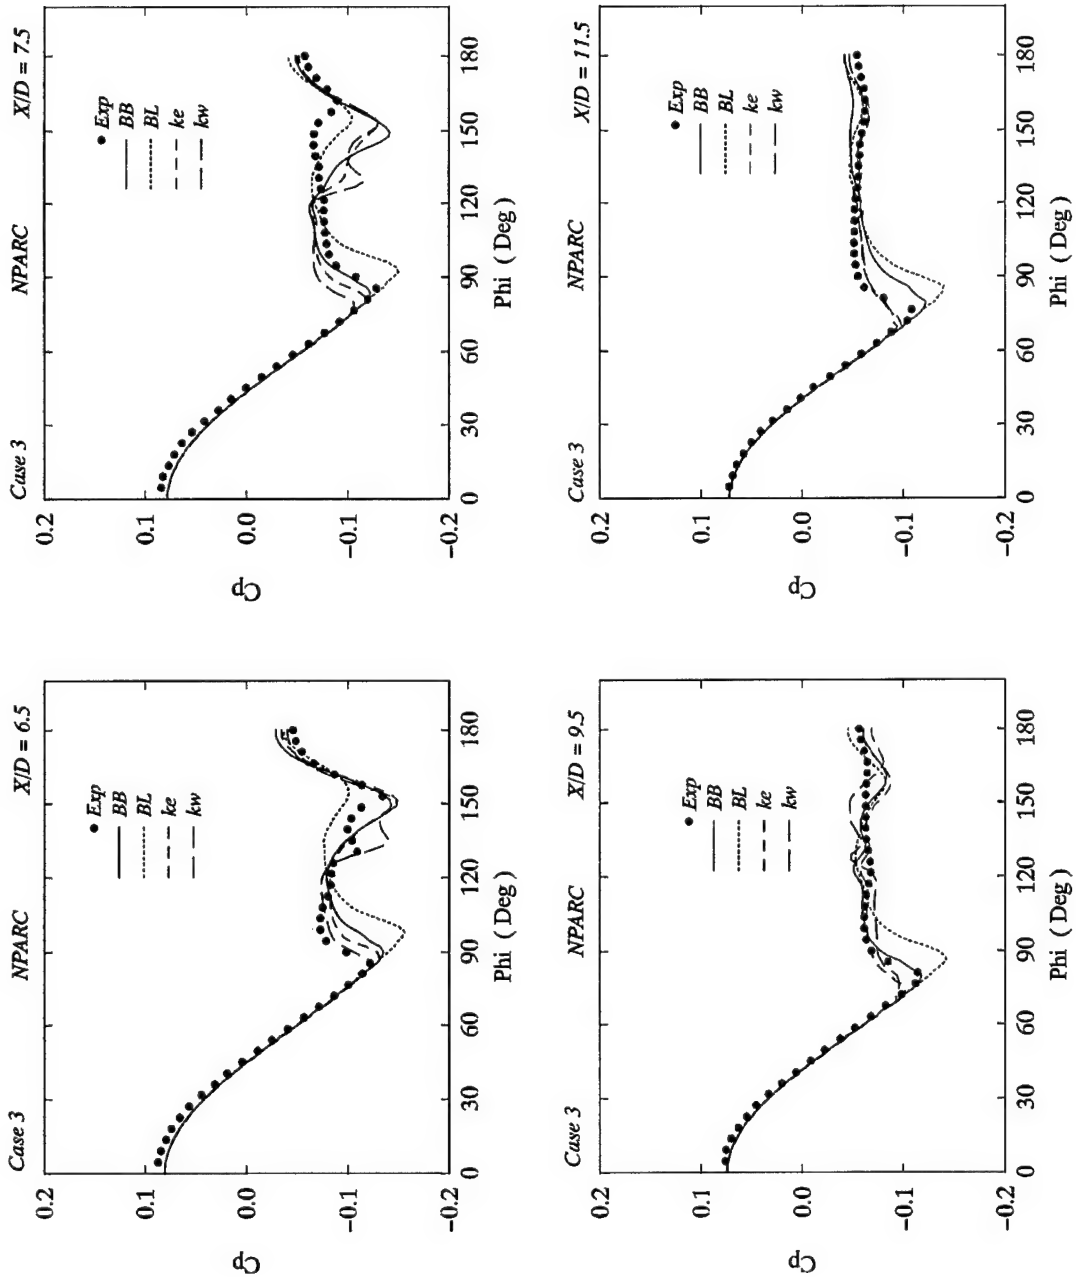 Case 3 NPARC X/D = 6.5
Exp
BB
BL
ke
kw
0.2
0.1
0.0
−0.1
−0.2
Cp
0 30 60 90 120 150 180
Phi ( Deg )
Case 3 NPARC X/D = 7.5
Exp
BB
BL
ke
kw
0.2
0.1
0.0
−0.1
−0.2
Cp
0 30 60 90 120 150 180
Phi ( Deg )
Case 3 NPARC X/D = 9.5
Exp
BB
BL
ke
kw
0.2
0.1
0.0
−0.1
−0.2
Cp
0 30 60 90 120 150 180
Phi ( Deg )
Case 3 NPARC X/D = 11.5
Exp
BB
BL
ke
kw
0.2
0.1
0.0
−0.1
−0.2
Cp
0 30 60 90 120 150 180
Phi ( Deg )